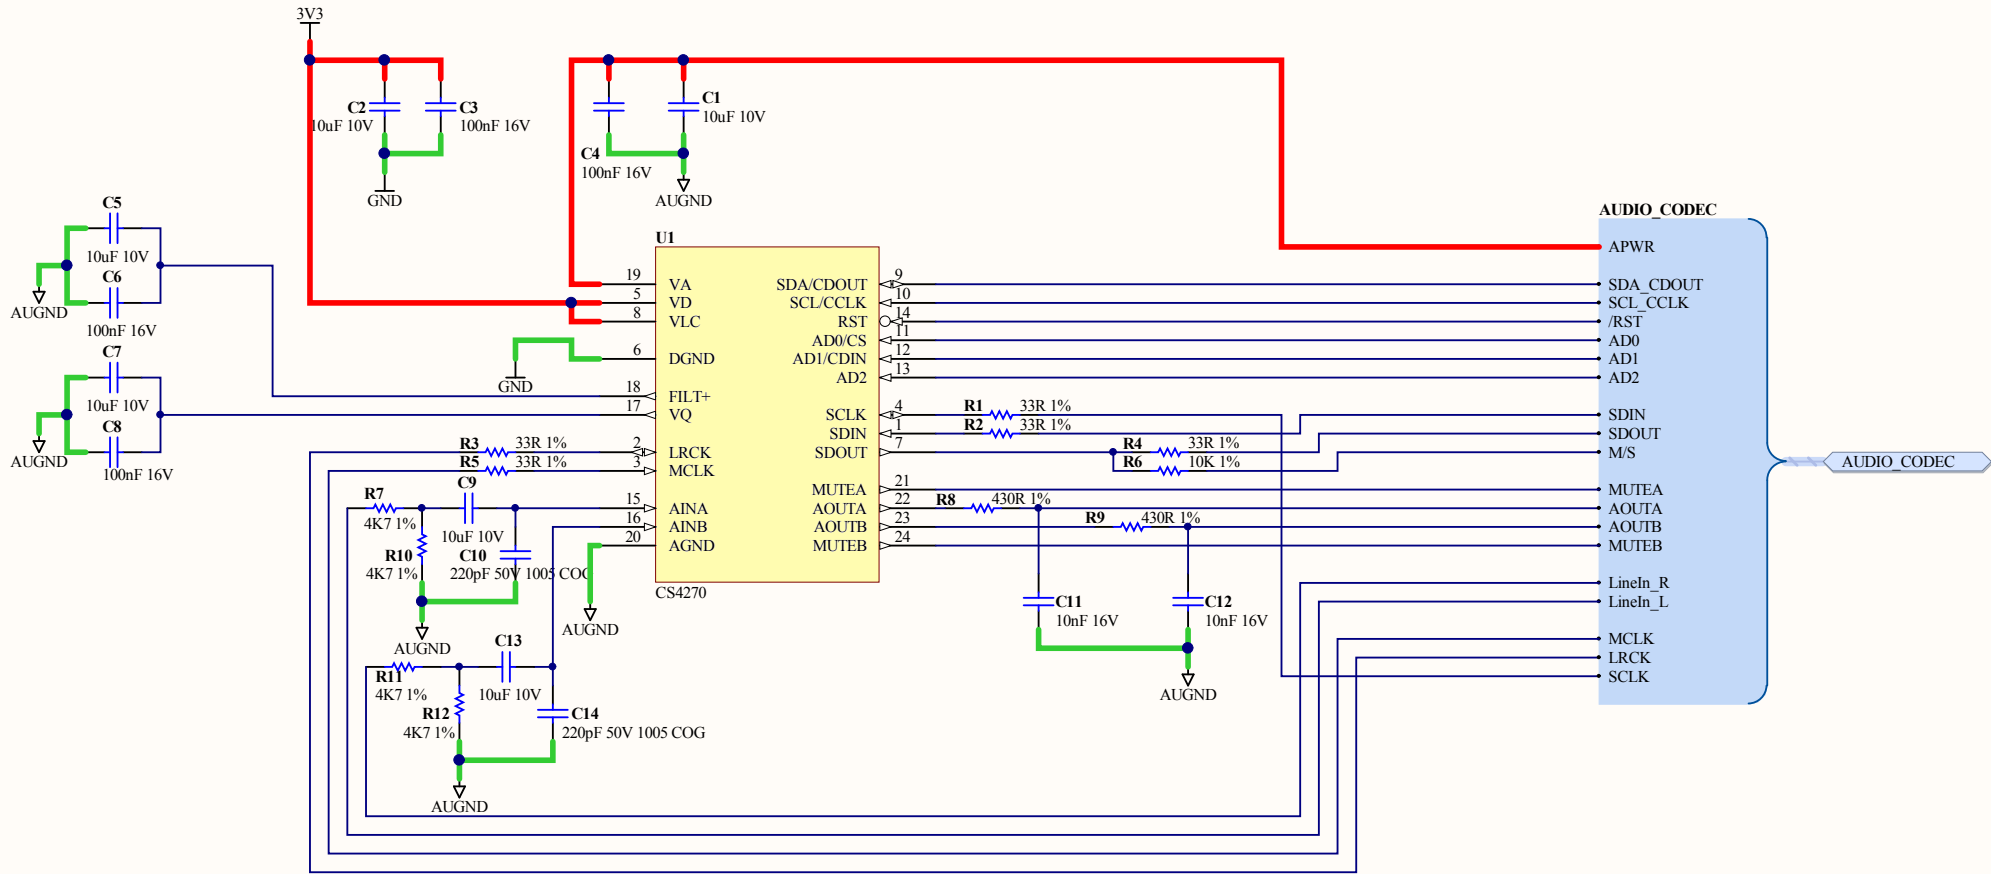 3V3
C2
10uF 10V
C3
100nF 16V
GND
C4
100nF 16V
C1
10uF 10V
AUGND
C5
10uF 10V
C6
100nF 16V
AUGND
C7
10uF 10V
C8
100nF 16V
AUGND
GND
U1
19 VA
5 VD
8 VLC
6 DGND
18 FILT+
17 VQ
2 LRCK
3 MCLK
15 AINA
16 AINB
20 AGND
SDA/CDOUT 9
SCL/CCLK 10
RST 14
AD0/CS 11
AD1/CDIN 12
AD2 13
SCLK 4
SDIN 1
SDOUT 7
MUTEA 21
AOUTA 22
AOUTB 23
MUTEB 24
CS4270
R3 33R 1%
R5 33R 1%
R7
4K7 1%
C9
10uF 10V
R10
4K7 1%
C10
220pF 50V 1005 COG
AUGND
AUGND
R11
4K7 1%
C13
10uF 10V
R12
4K7 1%
C14
220pF 50V 1005 COG
AUGND
R1 33R 1%
R2 33R 1%
R4 33R 1%
R6 10K 1%
R8 430R 1%
R9 430R 1%
C11
10nF 16V
C12
10nF 16V
AUGND
AUDIO_CODEC
APWR
SDA_CDOUT
SCL_CCLK
/RST
AD0
AD1
AD2
SDIN
SDOUT
M/S
MUTEA
AOUTA
AOUTB
MUTEB
LineIn_R
LineIn_L
MCLK
LRCK
SCLK
AUDIO_CODEC